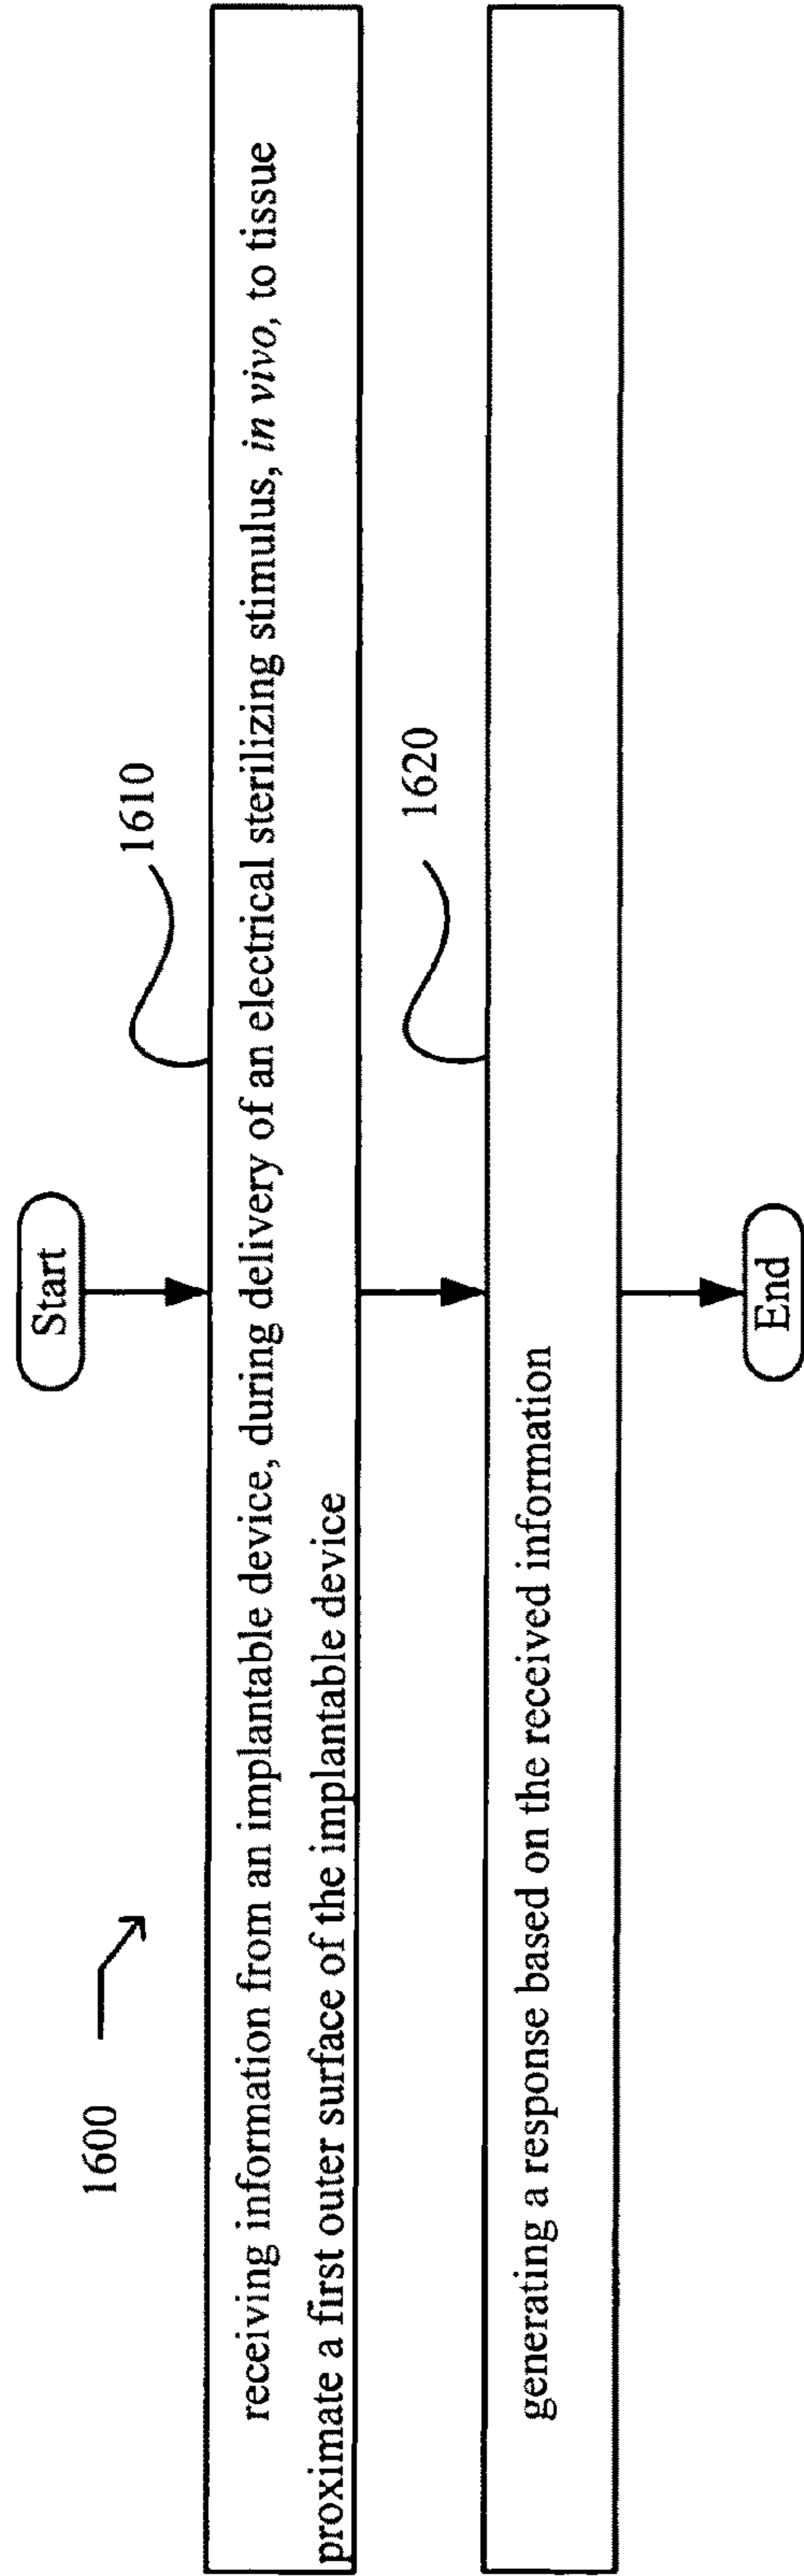 1600
Start
1610
receiving information from an implantable device, during delivery of an electrical sterilizing stimulus, in vivo, to tissue
proximate a first outer surface of the implantable device
1620
generating a response based on the received information
End